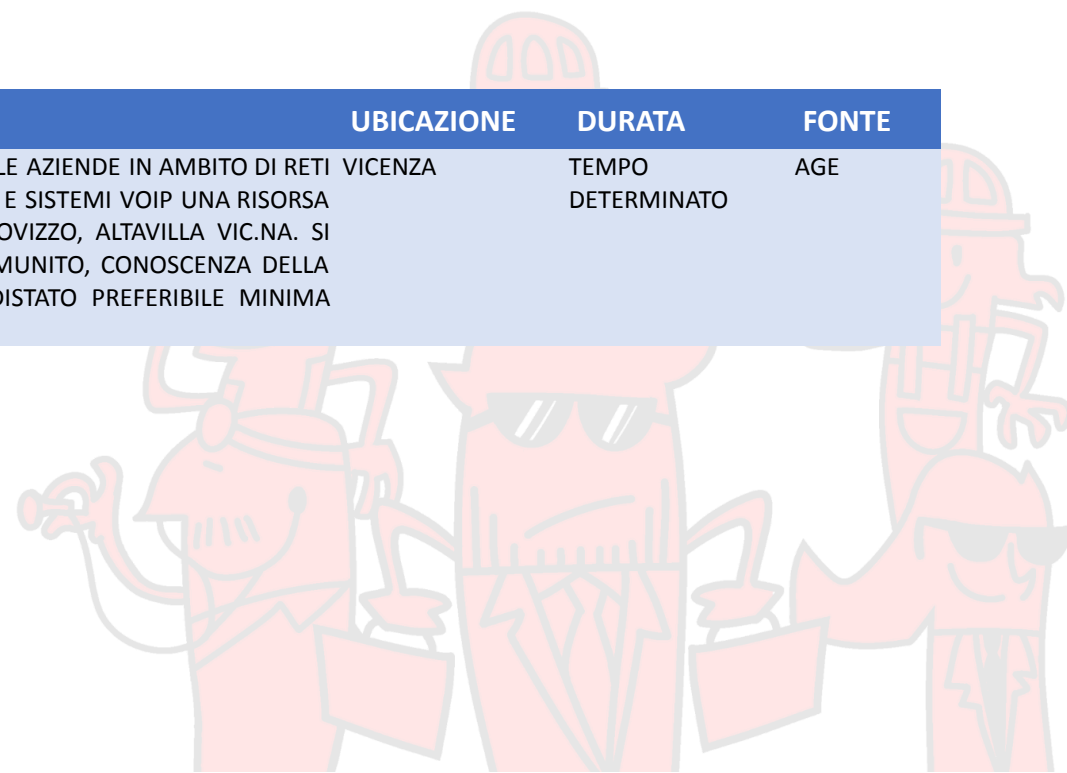 UBICAZIONE DURATA FONTE
LE AZIENDE IN AMBITO DI RETI VICENZA TEMPO AGE
E SISTEMI VOIP UNA RISORSA DETERMINATO
OVIZZO, ALTAVILLA VIC.NA. SI
MUNITO, CONOSCENZA DELLA
DISTATO PREFERIBILE MINIMA